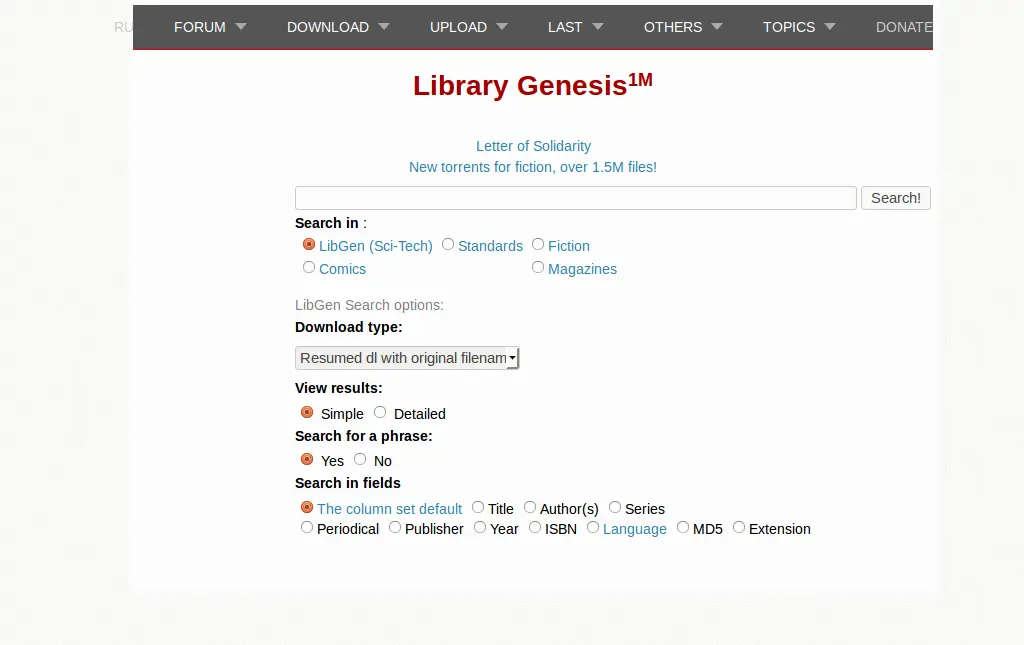 RU FORUM DOWNLOAD UPLOAD LAST OTHERS TOPICS DONATE
Library Genesis1M
Letter of Solidarity
New torrents for fiction, over 1.5M files!
Search!
Search in :
LibGen (Sci-Tech) Standards Fiction
Comics Magazines
LibGen Search options:
Download type:
Resumed dl with original filenam
View results:
Simple Detailed
Search for a phrase:
Yes No
Search in fields
The column set default Title Author(s) Series
Periodical Publisher Year ISBN Language MD5 Extension